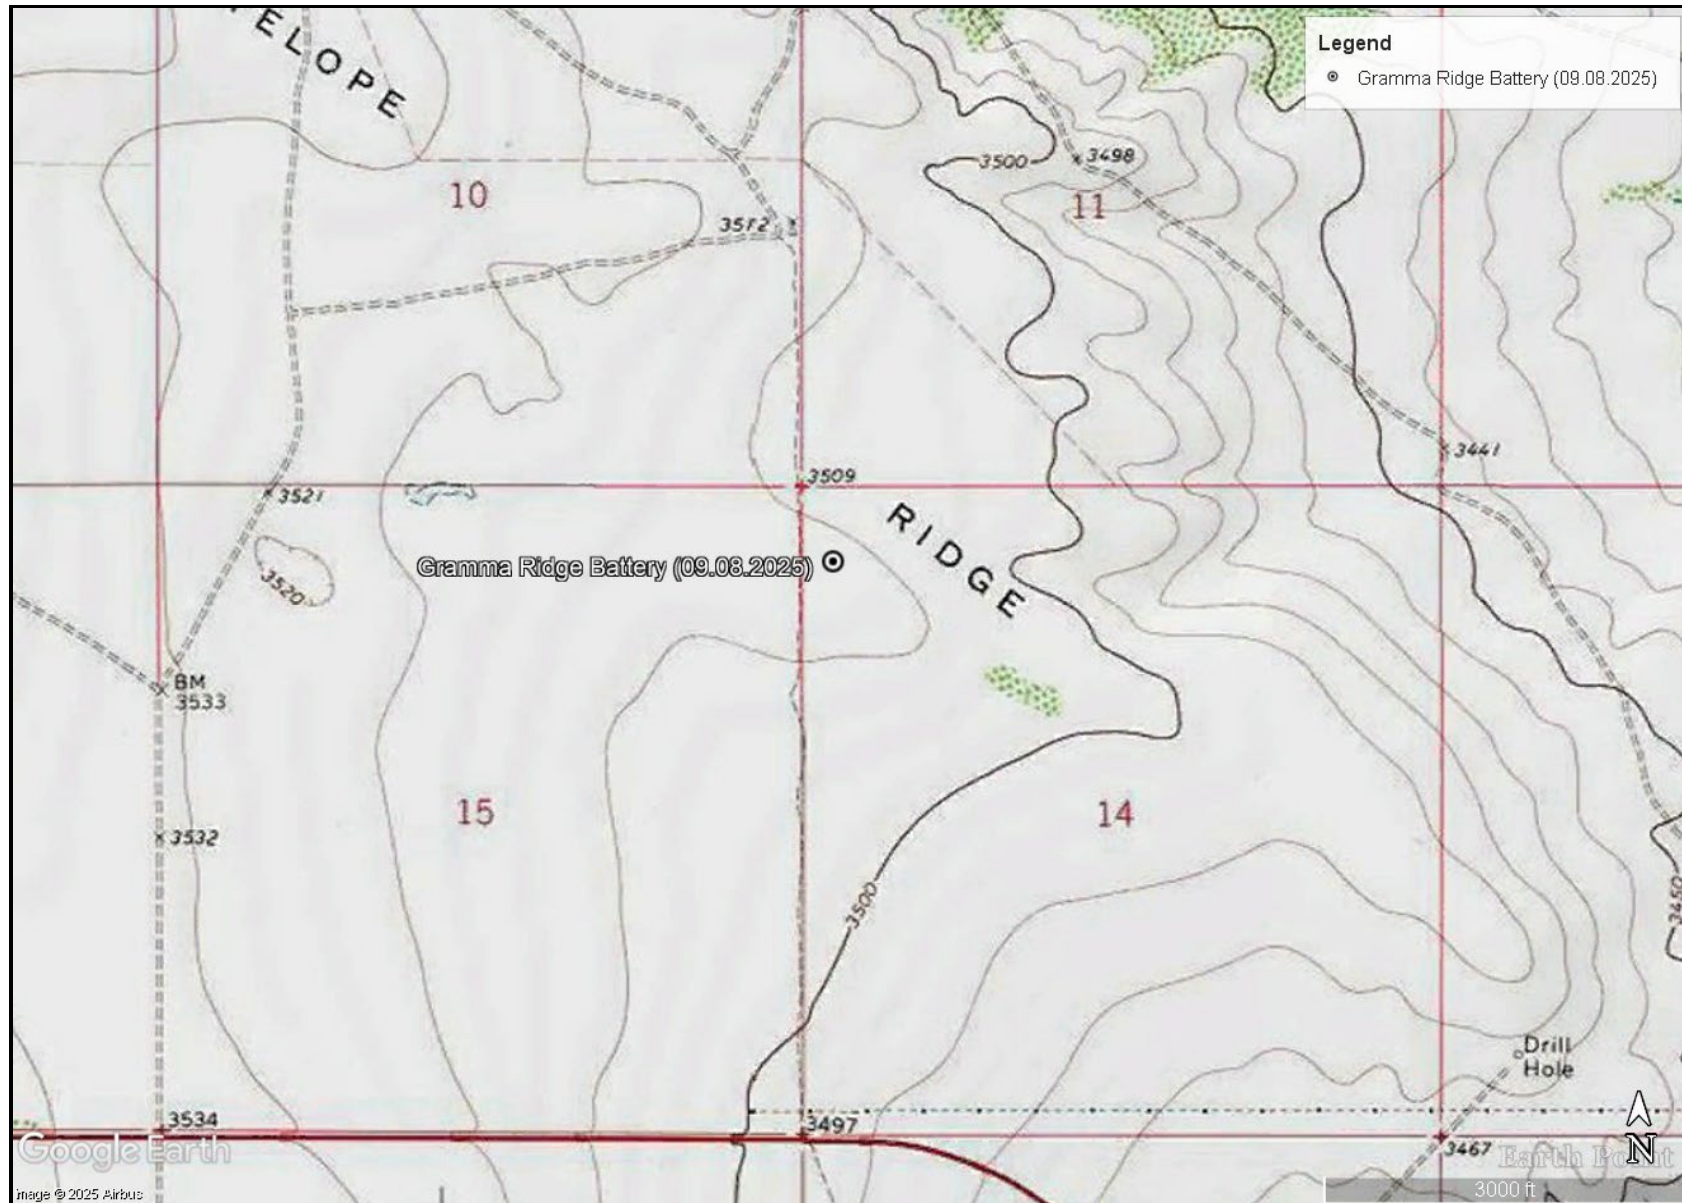 ELOPE
Legend
Gramma Ridge Battery (09.08.2025)
3500
3498
10
11
3512
3441
3509
3521
RIDGE
Gramma Ridge Battery (09.08.2025)
3520
BM
3533
15
14
3532
3500
3450
Drill
Hole
3534
3497
3467
N
Google Earth
Earth Point
3000 ft
Image © 2025 Airbus